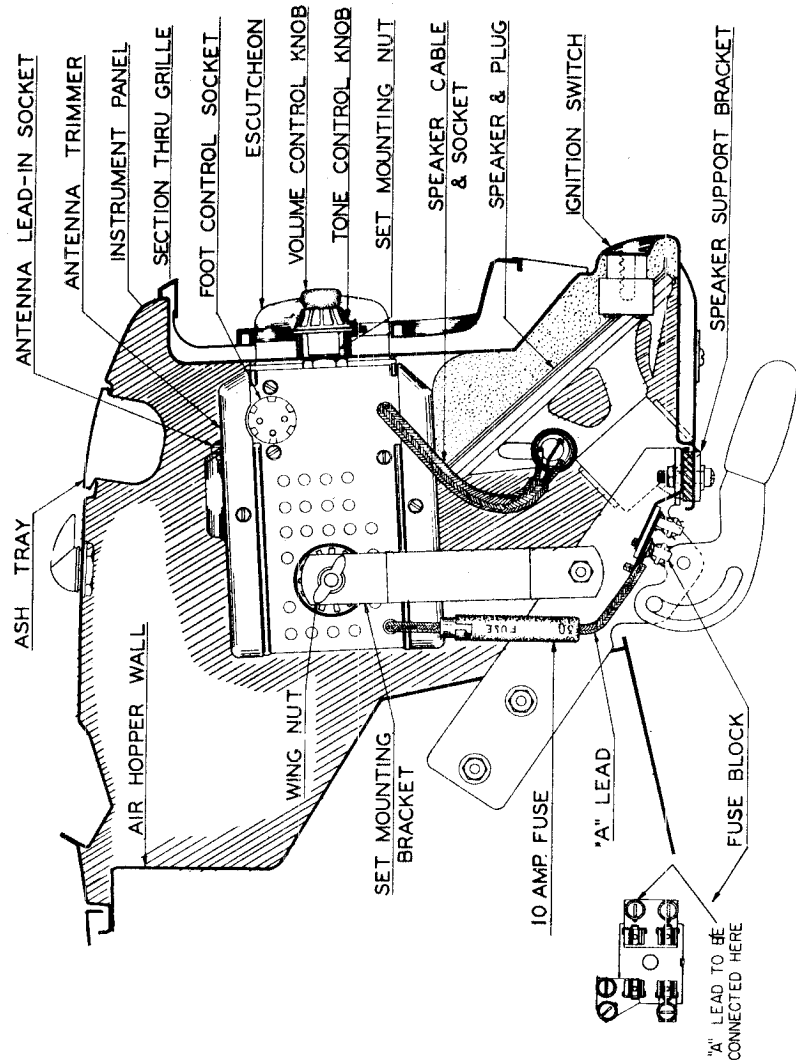 ASH TRAY
ANTENNA LEAD-IN SOCKET
ANTENNA TRIMMER
INSTRUMENT PANEL
AIR HOPPER WALL
SECTION THRU GRILLE
FOOT CONTROL SOCKET
ESCUTCHEON
WING NUT
VOLUME CONTROL KNOB
TONE CONTROL KNOB
SET MOUNTING NUT
SET MOUNTING
BRACKET
SPEAKER CABLE
& SOCKET
FUSE
SPEAKER & PLUG
10 AMP. FUSE
IGNITION SWITCH
"A" LEAD
SPEAKER SUPPORT BRACKET
FUSE BLOCK
"A" LEAD TO BE
CONNECTED HERE